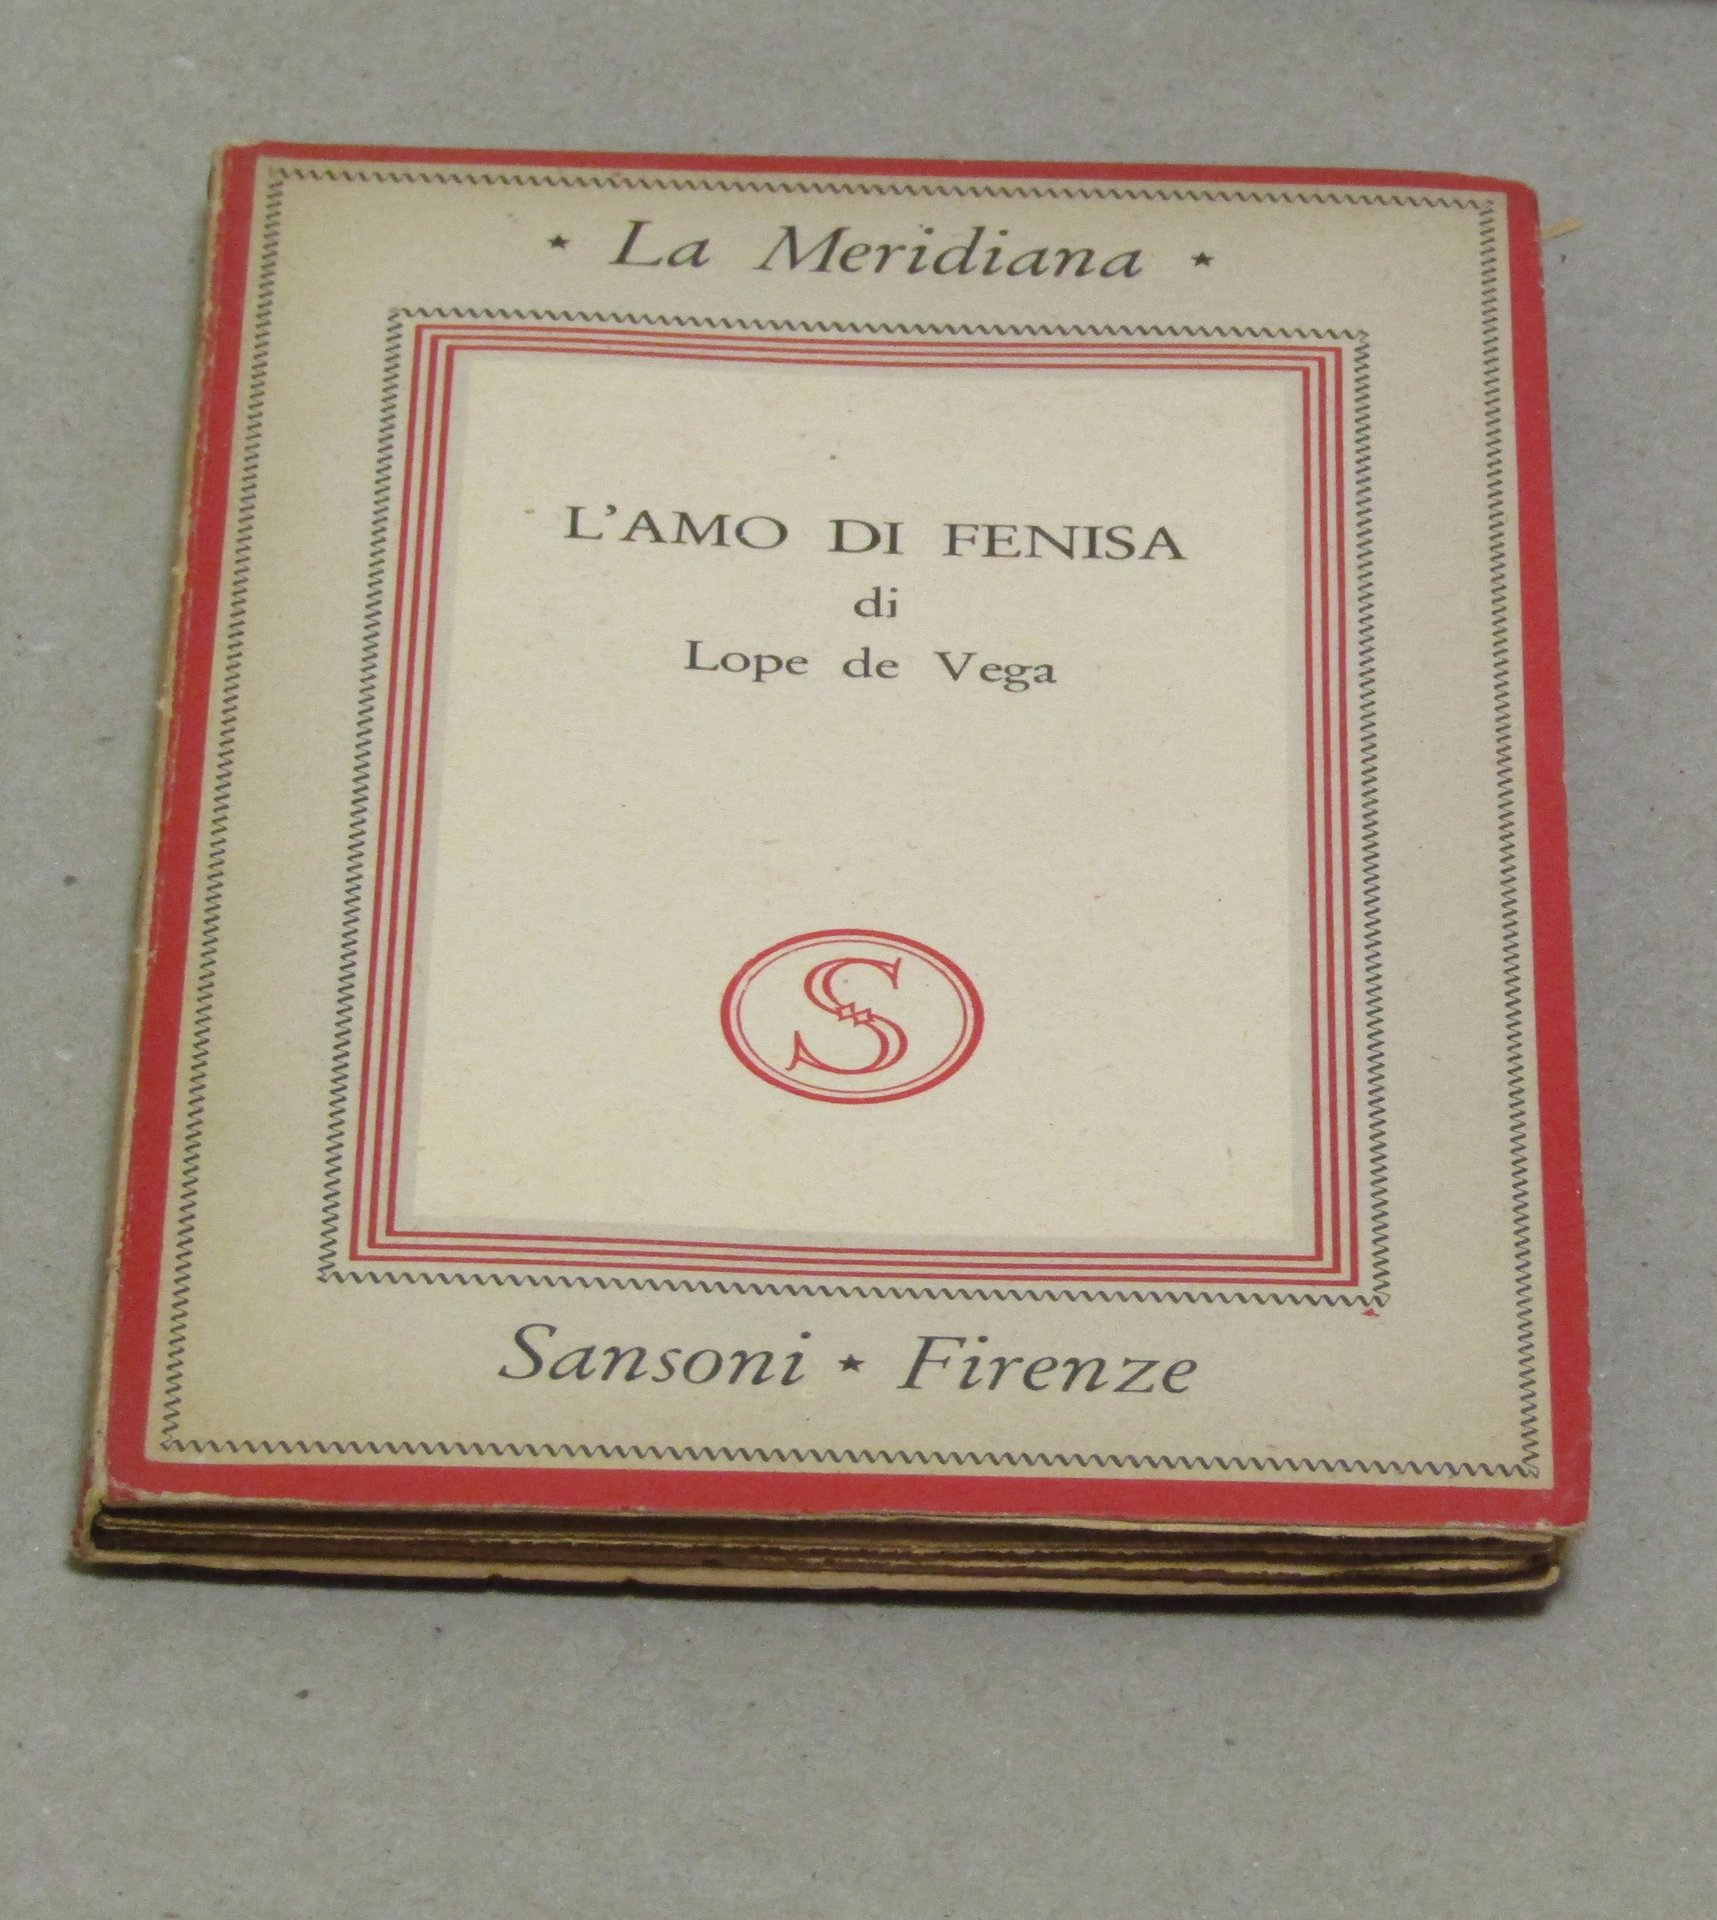 ★ La Meridiana ★
L'AMO DI FENISA
di
Lope de Vega
S
Sansoni ★ Firenze